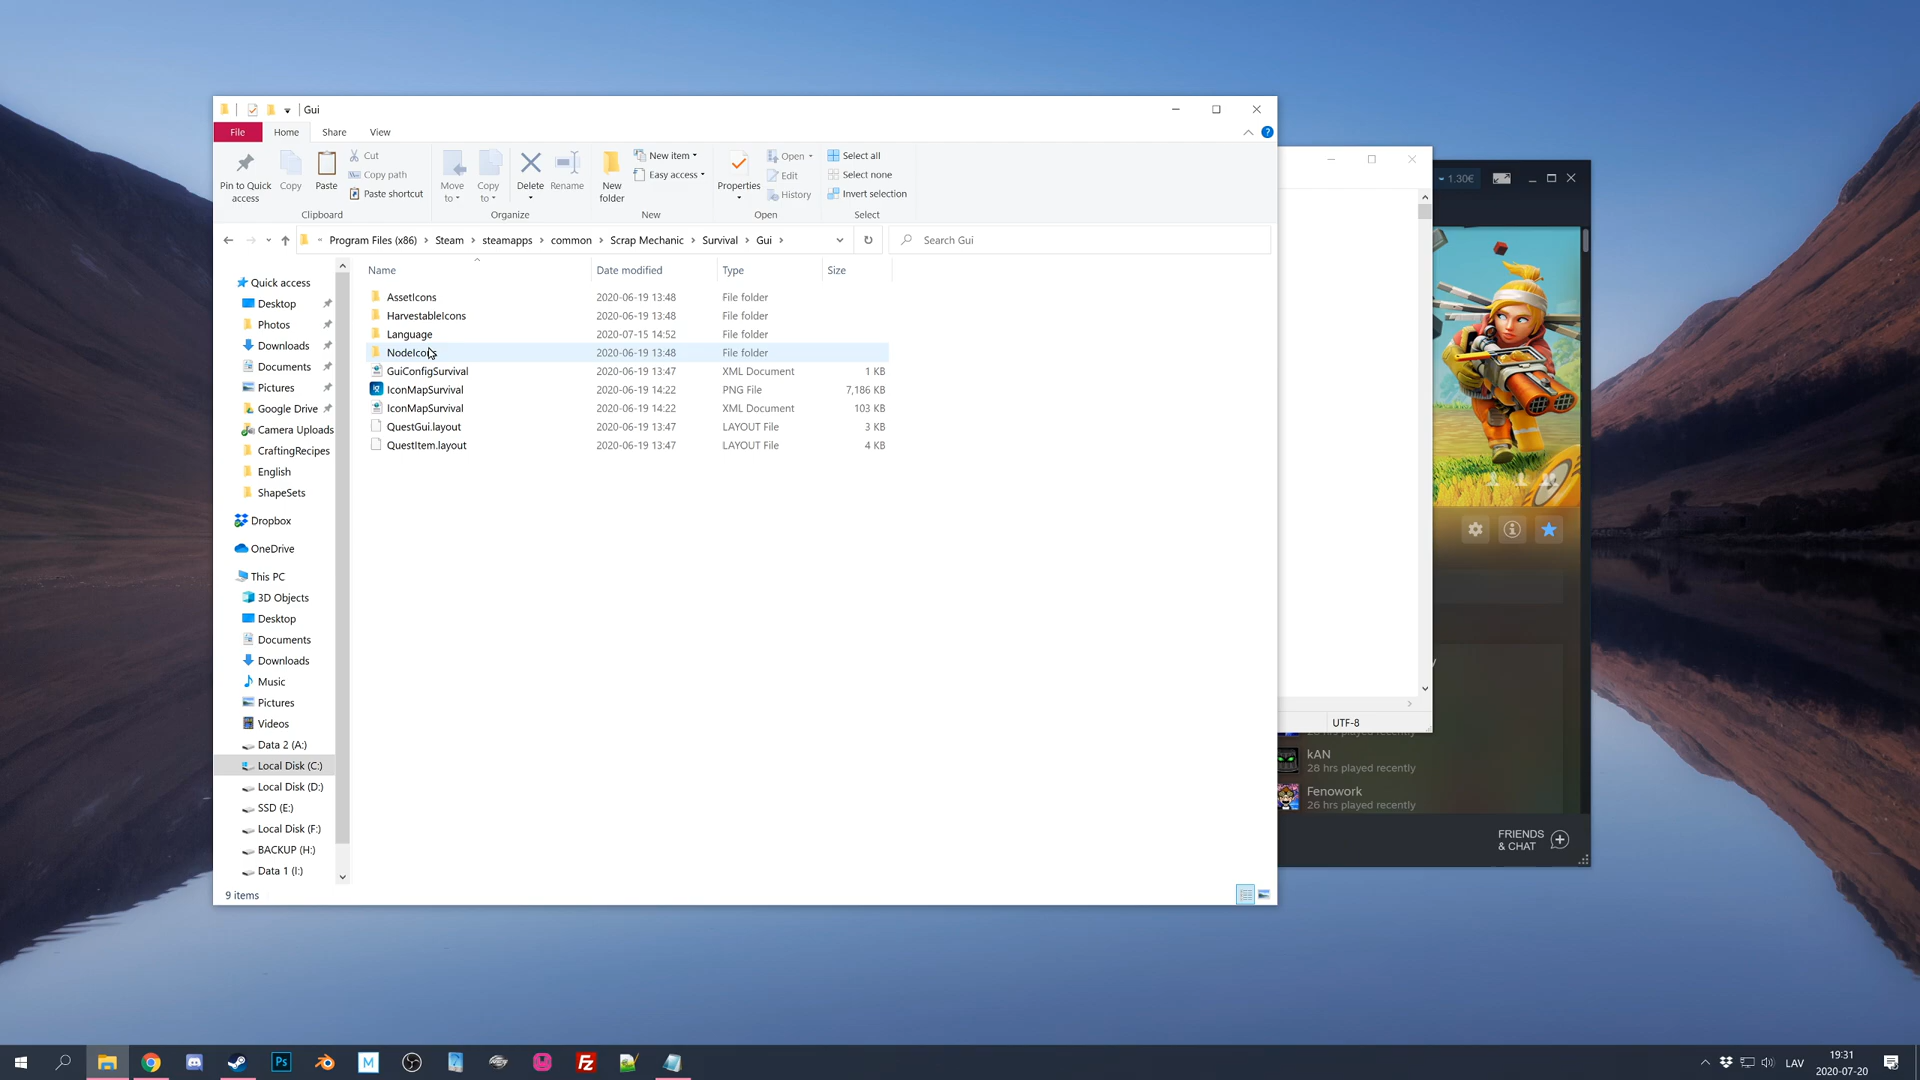 Gui
File Home Share View
Pin to Quick access
Copy
Paste
Cut
Copy path
Paste shortcut
Clipboard
Move to
Copy to
Delete
Rename
Organize
New folder
New item
Easy access
New
Properties
Open
Edit
History
Open
Select all
Select none
Invert selection
Select
Program Files (x86) Steam steamapps common Scrap Mechanic Survival Gui
Search Gui
Name Date modified Type Size
AssetIcons 2020-06-19 13:48 File folder
HarvestableIcons 2020-06-19 13:48 File folder
Language 2020-07-15 14:52 File folder
NodeIcons 2020-06-19 13:48 File folder
GuiConfigSurvival 2020-06-19 13:47 XML Document 1 KB
IconMapSurvival 2020-06-19 14:22 PNG File 7,186 KB
IconMapSurvival 2020-06-19 14:22 XML Document 103 KB
QuestGui.layout 2020-06-19 13:47 LAYOUT File 3 KB
QuestItem.layout 2020-06-19 13:47 LAYOUT File 4 KB
Quick access
Desktop
Photos
Downloads
Documents
Pictures
Google Drive
Camera Uploads
CraftingRecipes
English
ShapeSets
Dropbox
OneDrive
This PC
3D Objects
Desktop
Documents
Downloads
Music
Pictures
Videos
Data 2 (A:)
Local Disk (C:)
Local Disk (D:)
SSD (E:)
Local Disk (F:)
BACKUP (H:)
Data 1 (I:)
9 items
UTF-8
1.30€
kAN
28 hrs played recently
Fenowork
26 hrs played recently
FRIENDS
& CHAT
Ps
M
Fz
LAV
19:31
2020-07-20